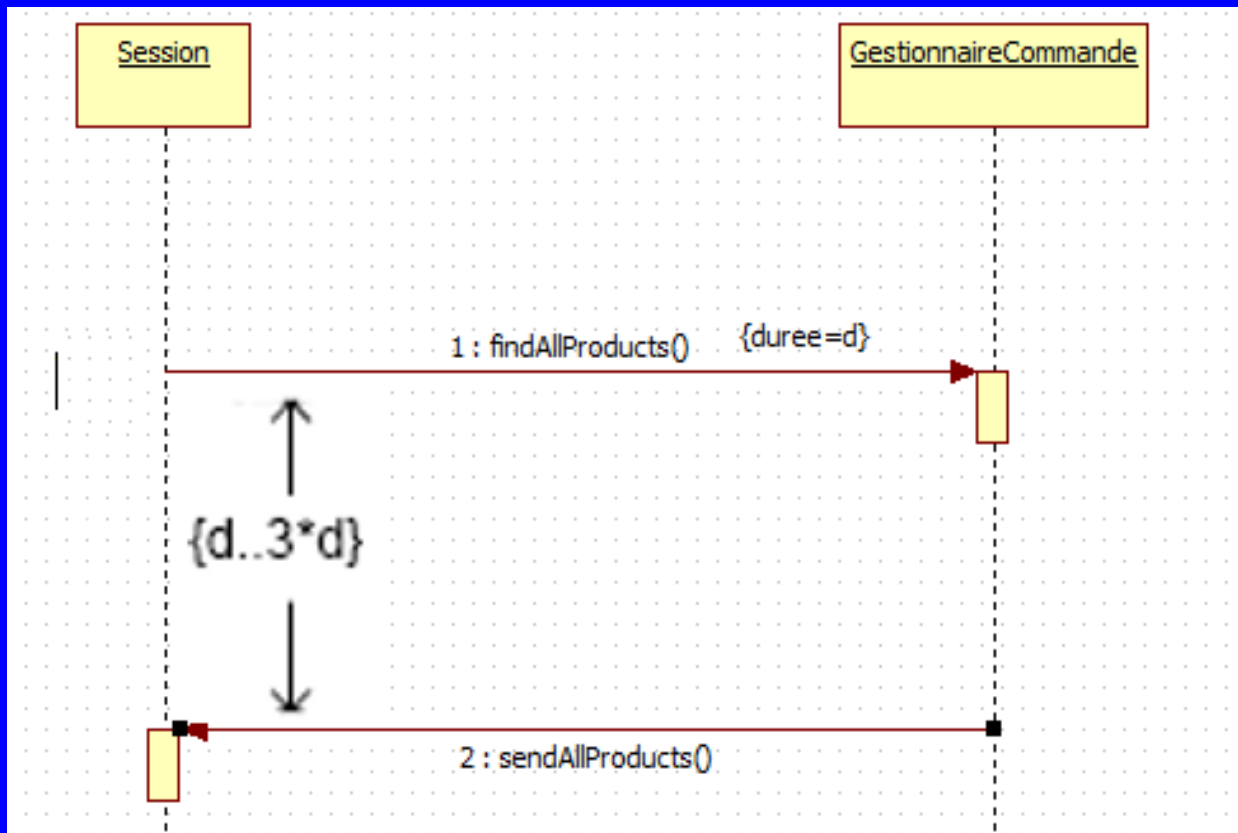 Session
GestionnaireCommande
1 : findAllProducts()
{duree=d}
{d..3*d}
2 : sendAllProducts()